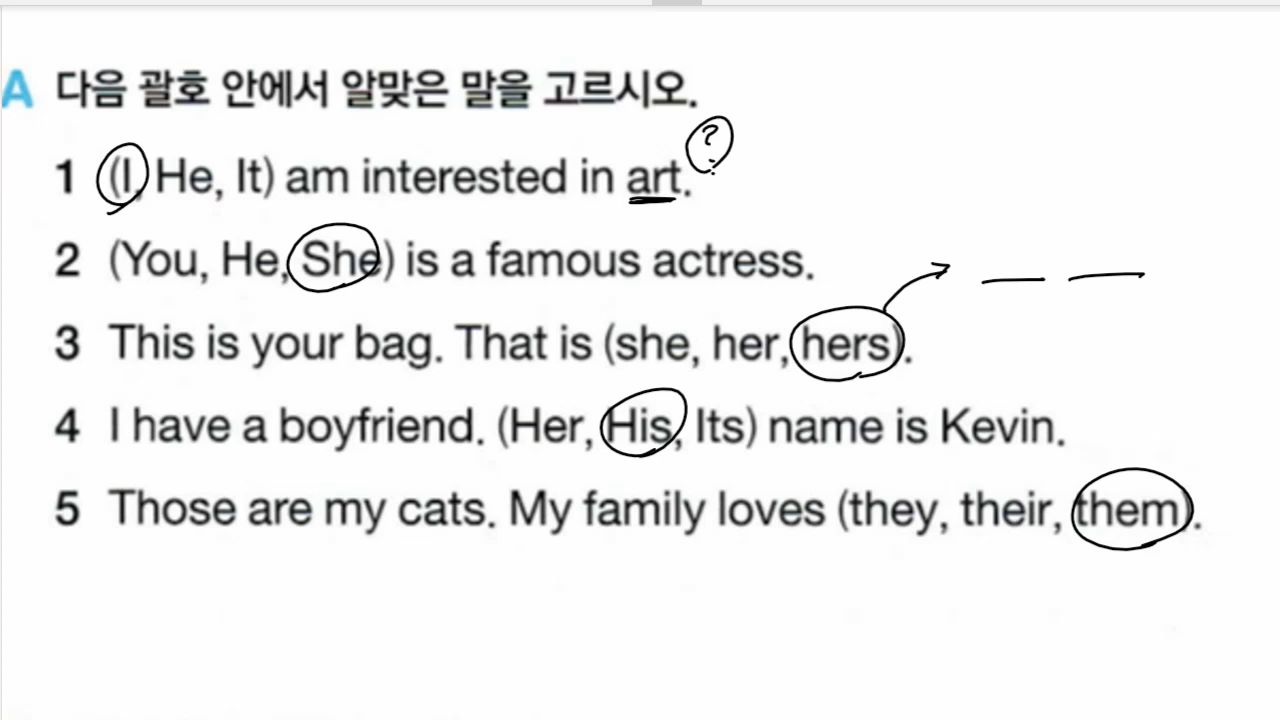 A 다음 괄호 안에서 알맞은 말을 고르시오.
?
1 (I, He, It) am interested in art.
2 (You, He, She) is a famous actress.
3 This is your bag. That is (she, her, hers).
4 I have a boyfriend. (Her, His, Its) name is Kevin.
5 Those are my cats. My family loves (they, their, them).